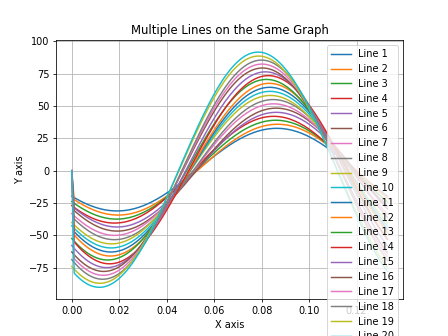 Multiple Lines on the Same Graph
100
75
50
25
0
−25
−50
−75
Y axis
0.00
0.02
0.04
0.06
0.08
0.10
X axis
Line 1
Line 2
Line 3
Line 4
Line 5
Line 6
Line 7
Line 8
Line 9
Line 10
Line 11
Line 12
Line 13
Line 14
Line 15
Line 16
Line 17
Line 18
Line 19
Line 20